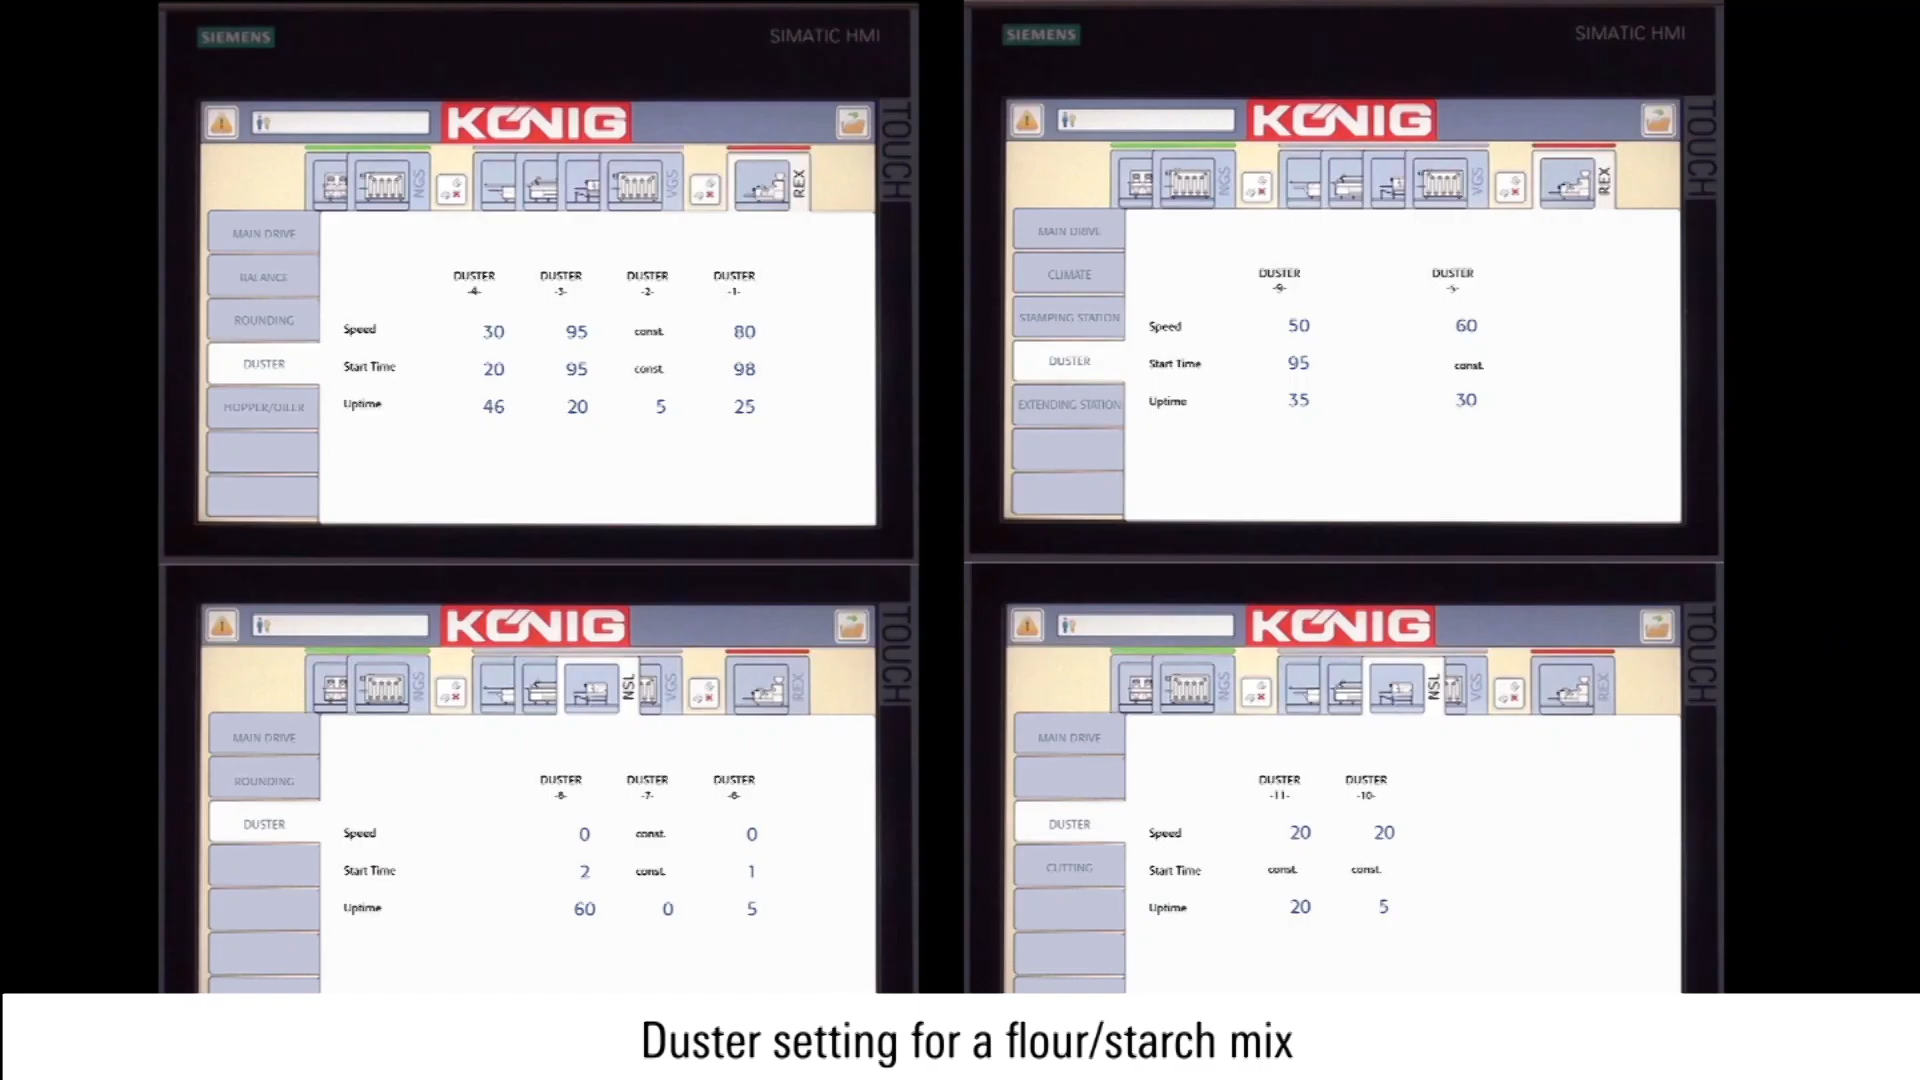 SIEMENS
SIMATIC HMI
KÖNIG
TOUCH
NGS
VGS
REX
MAIN DRIVE
BALANCE
ROUNDING
DUSTER
HOPPER/OILER
DUSTER DUSTER DUSTER DUSTER
-4- -3- -2- -1-
Speed 30 95 const. 80
Start Time 20 95 const. 98
Uptime 46 20 5 25
SIEMENS
SIMATIC HMI
KÖNIG
TOUCH
NGS
VGS
REX
MAIN DRIVE
CLIMATE
STAMPING STATION
DUSTER
EXTENDING STATION
DUSTER DUSTER
-9- -5-
Speed 50 60
Start Time 95 const.
Uptime 35 30
KÖNIG
TOUCH
NGS
NSL
VGS
REX
MAIN DRIVE
ROUNDING
DUSTER
DUSTER DUSTER DUSTER
-8- -7- -6-
Speed 0 const. 0
Start Time 2 const. 1
Uptime 60 0 5
KÖNIG
TOUCH
NGS
NSL
VGS
REX
MAIN DRIVE
DUSTER
CUTTING
DUSTER DUSTER
-11- -10-
Speed 20 20
Start Time const. const.
Uptime 20 5
Duster setting for a flour/starch mix